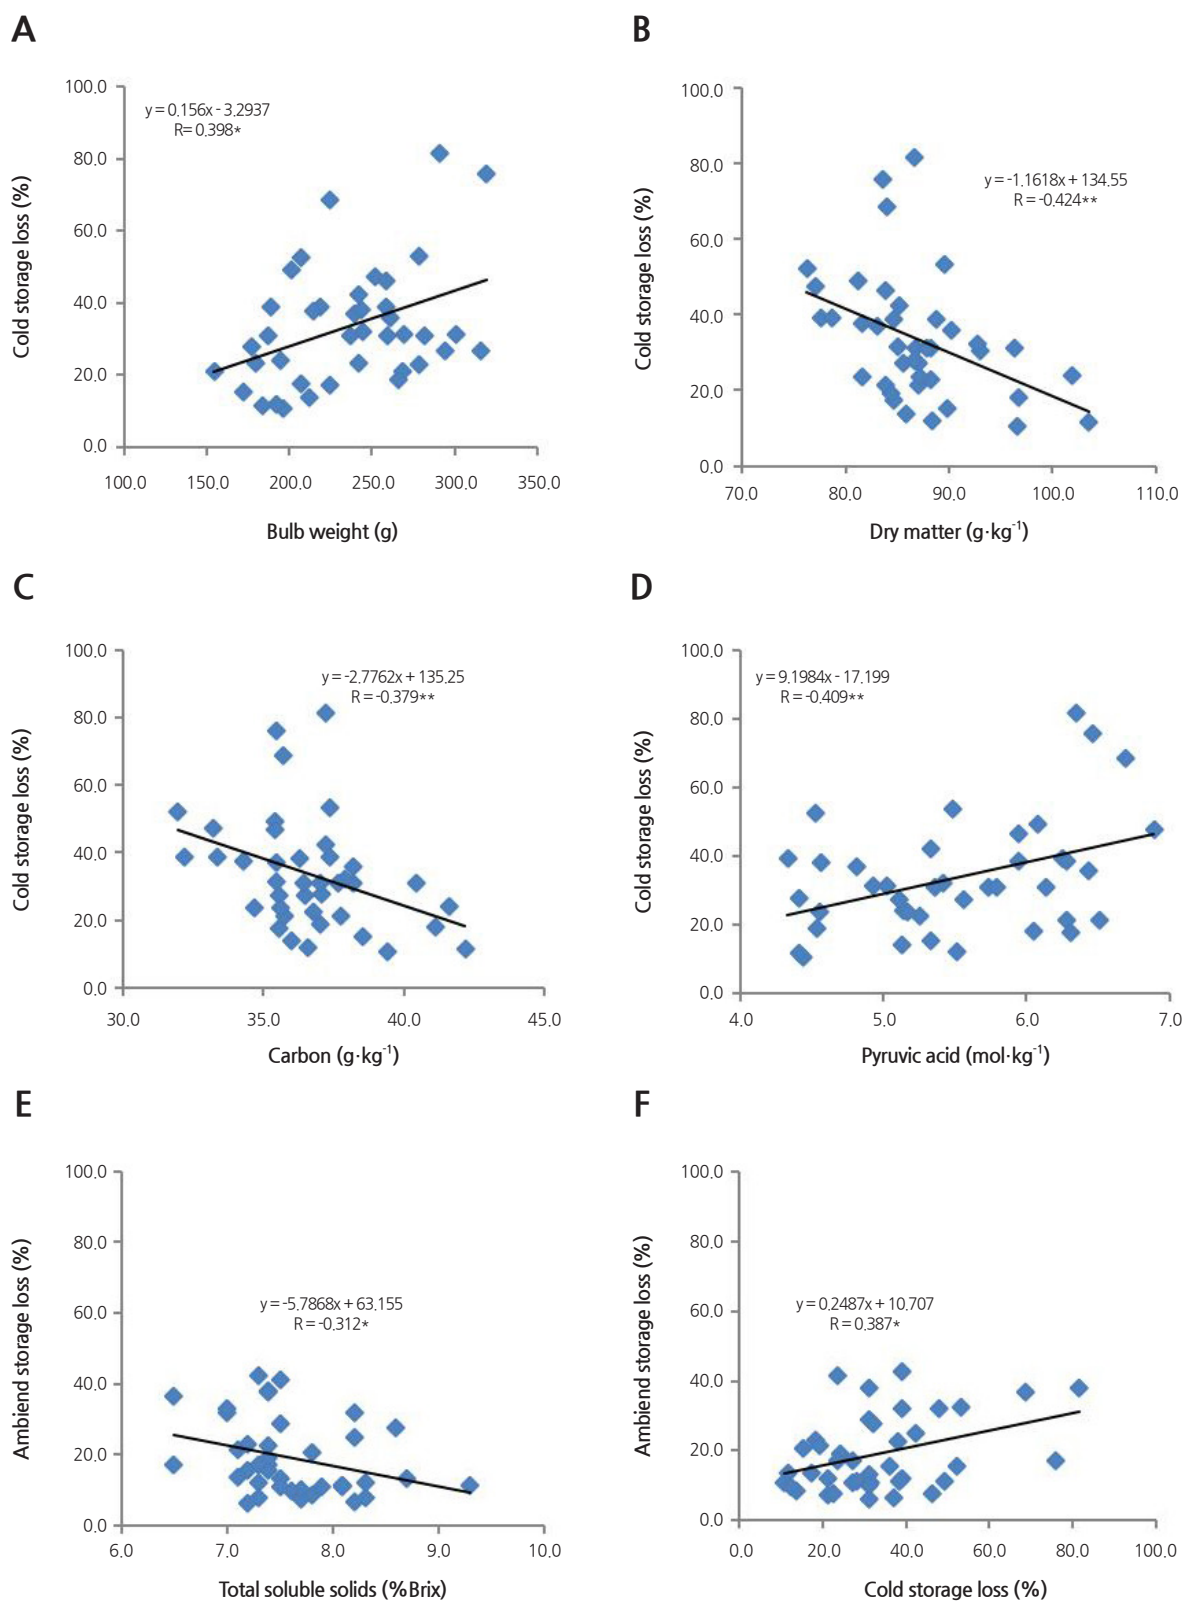 A
100.0
80.0
60.0
40.0
20.0
0.0
y = 0.156x - 3.2937
R= 0.398*
100.0 150.0 200.0 250.0 300.0 350.0
Cold storage loss (%)
Bulb weight (g)
B
100.0
80.0
60.0
40.0
20.0
0.0
y = -1.1618x + 134.55
R = -0.424**
70.0 80.0 90.0 100.0 110.0
Cold storage loss (%)
Dry matter (g·kg⁻¹)
C
100.0
80.0
60.0
40.0
20.0
0.0
y = -2.7762x + 135.25
R = -0.379**
30.0 35.0 40.0 45.0
Cold storage loss (%)
Carbon (g·kg⁻¹)
D
100.0
80.0
60.0
40.0
20.0
0.0
y = 9.1984x - 17.199
R = -0.409**
4.0 5.0 6.0 7.0
Cold storage loss (%)
Pyruvic acid (mol·kg⁻¹)
E
100.0
80.0
60.0
40.0
20.0
0.0
y = -5.7868x + 63.155
R = -0.312*
6.0 7.0 8.0 9.0 10.0
Ambiend storage loss (%)
Total soluble solids (%Brix)
F
100.0
80.0
60.0
40.0
20.0
0.0
y = 0.2487x + 10.707
R = 0.387*
0.0 20.0 40.0 60.0 80.0 100.0
Ambiend storage loss (%)
Cold storage loss (%)